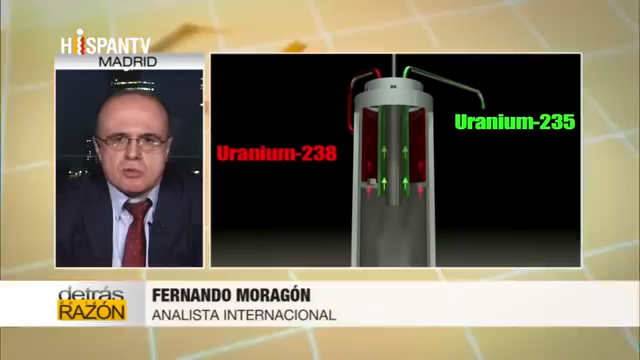 HISPANTV
MADRID
Uranium-238
Uranium-235
detrás
RAZÓN
FERNANDO MORAGÓN
ANALISTA INTERNACIONAL